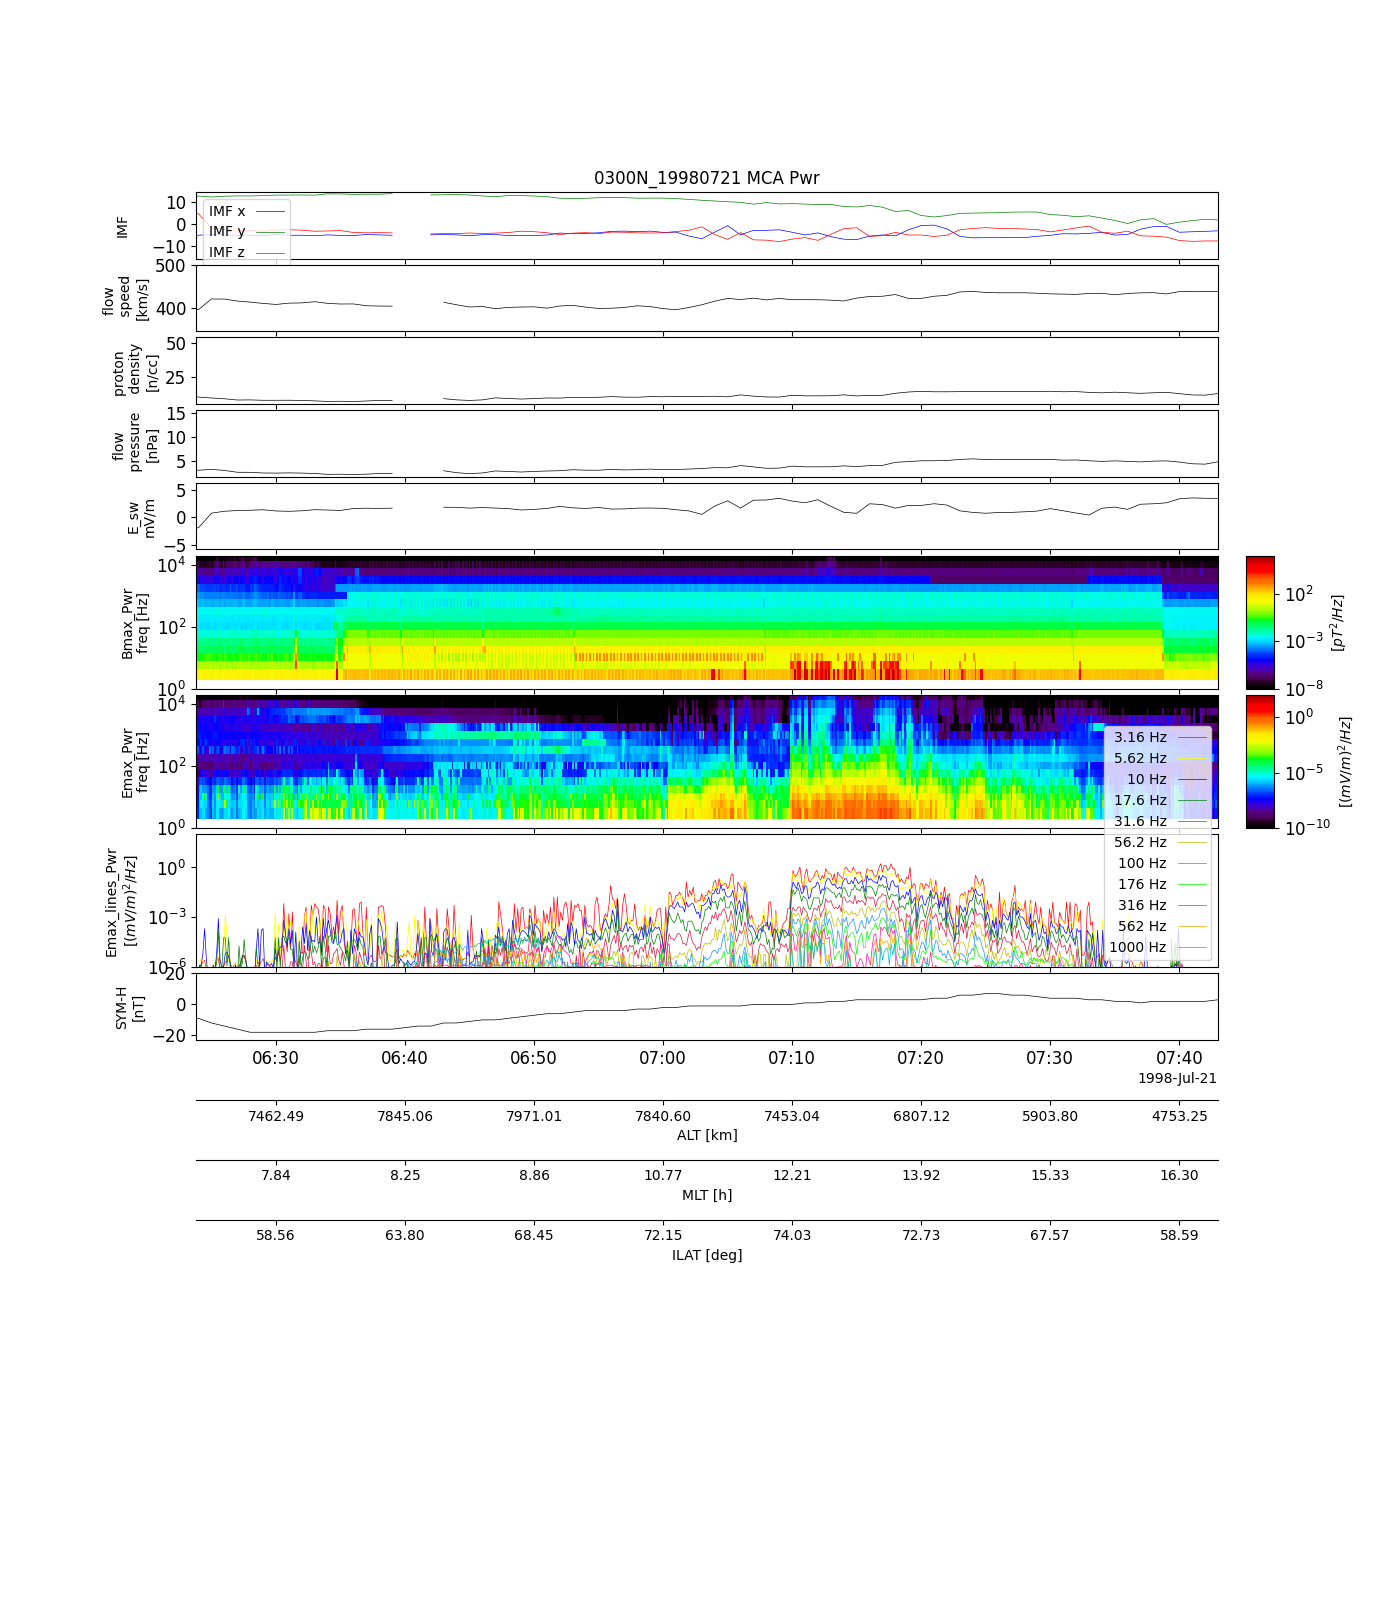 0300N_19980721 MCA Pwr
IMF
10
0
−10
IMF x
IMF y
IMF z
flow
speed
[km/s]
500
400
proton
density
[n/cc]
50
25
flow
pressure
[nPa]
15
10
5
E_sw
mV/m
5
0
−5
Bmax_Pwr
freq [Hz]
10^4
10^2
10^0
10^2
10^−3
10^−8
[pT^2/Hz]
Emax_Pwr
freq [Hz]
10^4
10^2
10^0
10^0
10^−5
10^−10
[(mV/m)^2/Hz]
3.16 Hz
5.62 Hz
10 Hz
17.6 Hz
31.6 Hz
56.2 Hz
100 Hz
176 Hz
316 Hz
562 Hz
1000 Hz
Emax_lines_Pwr
[(mV/m)^2/Hz]
10^0
10^−3
10^−6
SYM-H
[nT]
20
0
−20
06:30 06:40 06:50 07:00 07:10 07:20 07:30 07:40
1998-Jul-21
7462.49 7845.06 7971.01 7840.60 7453.04 6807.12 5903.80 4753.25
ALT [km]
7.84 8.25 8.86 10.77 12.21 13.92 15.33 16.30
MLT [h]
58.56 63.80 68.45 72.15 74.03 72.73 67.57 58.59
ILAT [deg]